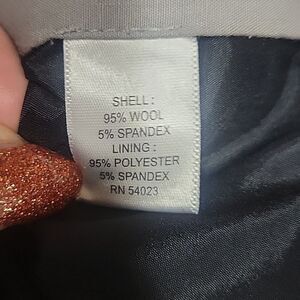 SHELL :
95% WOOL
5% SPANDEX
LINING :
95% POLYESTER
5% SPANDEX
RN 54023